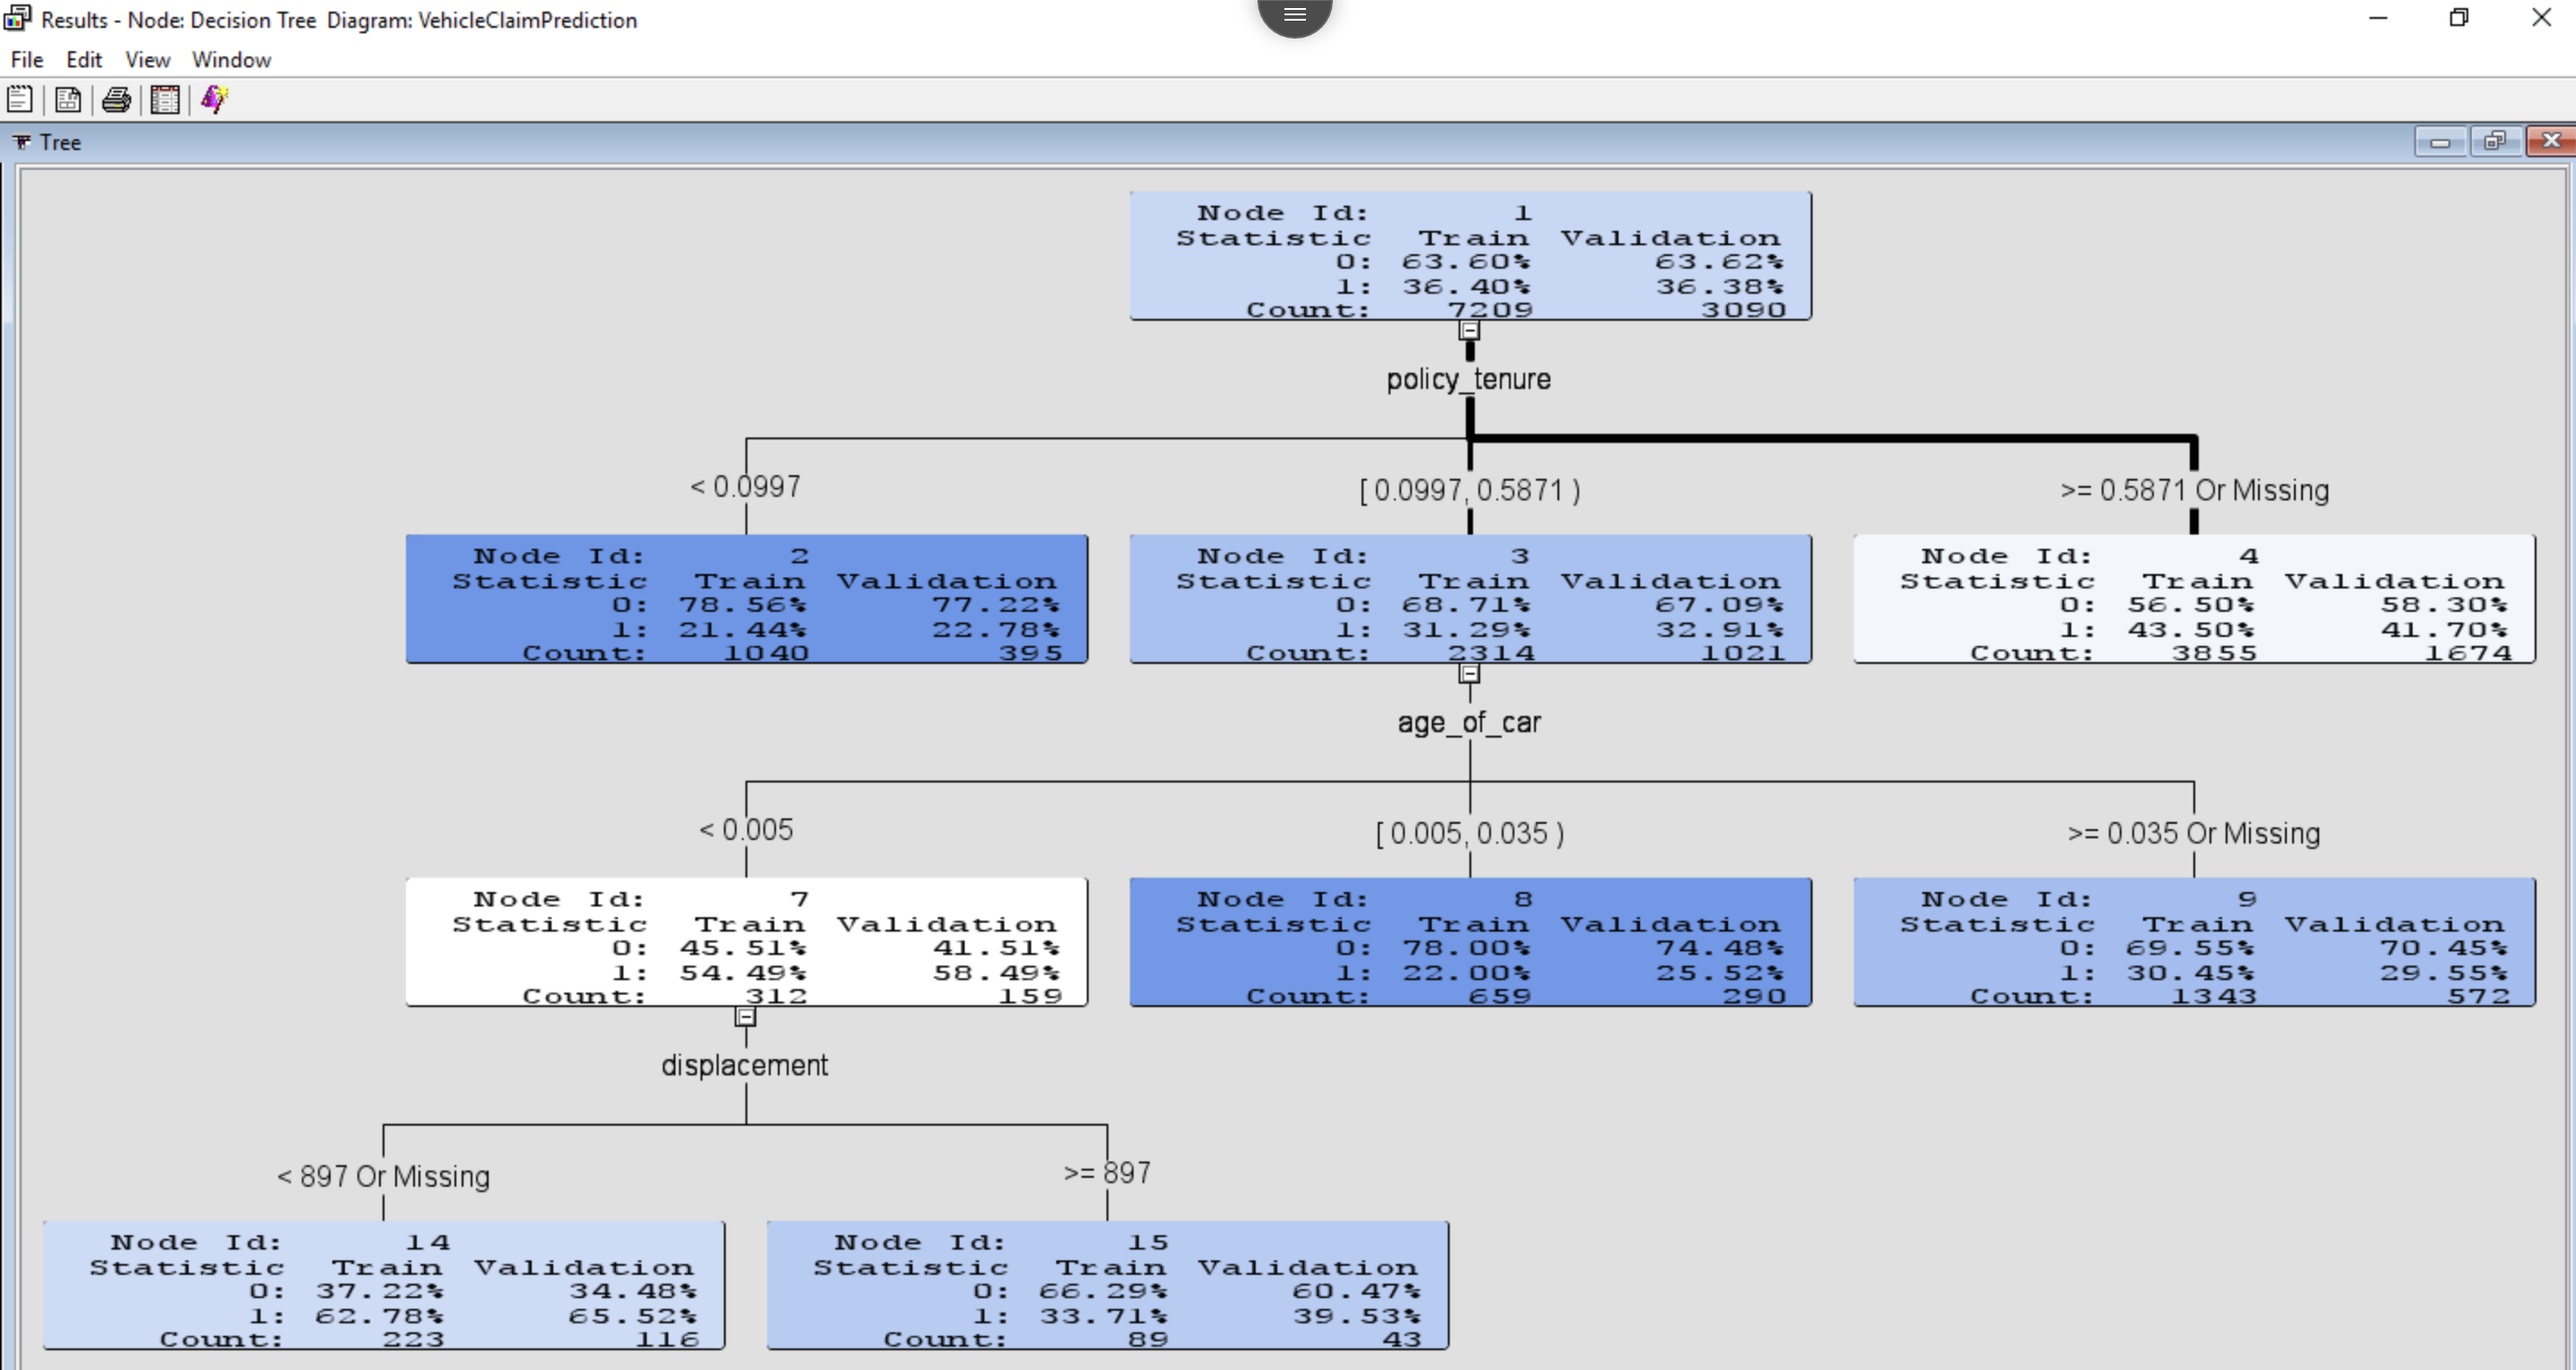 Results - Node: Decision Tree Diagram: VehicleClaimPrediction
File Edit View Window
Tree
Node Id: 1
Statistic Train Validation
0: 63.60% 63.62%
1: 36.40% 36.38%
Count: 7209 3090
policy_tenure
< 0.0997 [ 0.0997, 0.5871 ) >= 0.5871 Or Missing
Node Id: 2
Statistic Train Validation
0: 78.56% 77.22%
1: 21.44% 22.78%
Count: 1040 395
Node Id: 3
Statistic Train Validation
0: 68.71% 67.09%
1: 31.29% 32.91%
Count: 2314 1021
Node Id: 4
Statistic Train Validation
0: 56.50% 58.30%
1: 43.50% 41.70%
Count: 3855 1674
age_of_car
< 0.005 [ 0.005, 0.035 ) >= 0.035 Or Missing
Node Id: 7
Statistic Train Validation
0: 45.51% 41.51%
1: 54.49% 58.49%
Count: 312 159
Node Id: 8
Statistic Train Validation
0: 78.00% 74.48%
1: 22.00% 25.52%
Count: 659 290
Node Id: 9
Statistic Train Validation
0: 69.55% 70.45%
1: 30.45% 29.55%
Count: 1343 572
displacement
< 897 Or Missing >= 897
Node Id: 14
Statistic Train Validation
0: 37.22% 34.48%
1: 62.78% 65.52%
Count: 223 116
Node Id: 15
Statistic Train Validation
0: 66.29% 60.47%
1: 33.71% 39.53%
Count: 89 43